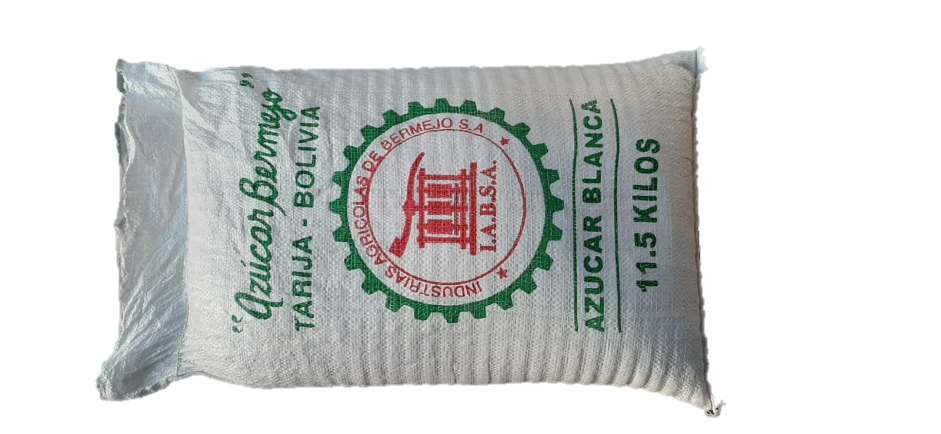 "Azúcar Bermejo"
TARIJA - BOLIVIA
INDUSTRIAS AGRICOLAS DE BERMEJO S.A.
I.A.B.S.A.
AZUCAR BLANCA
11.5 KILOS